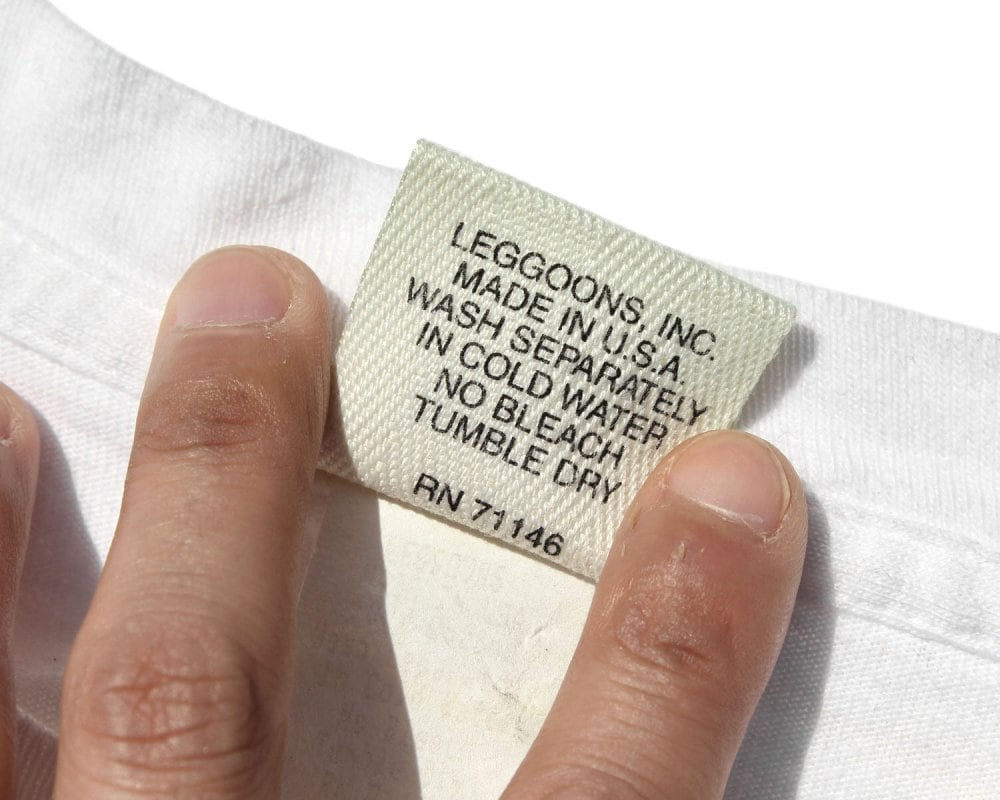 LEGGOONS, INC.
MADE IN U.S.A.
WASH SEPARATELY
IN COLD WATER
NO BLEACH
TUMBLE DRY
RN 71146